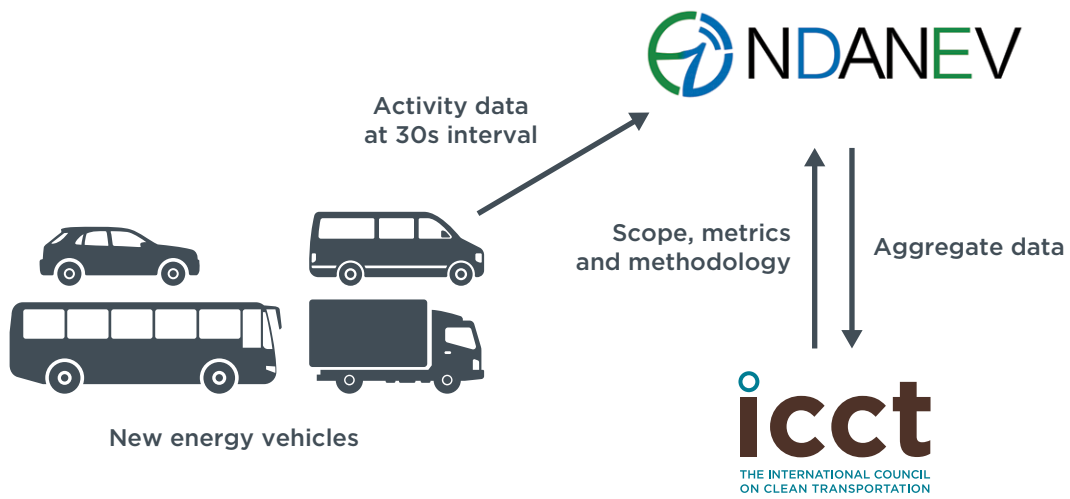 NDANEV
Activity data
at 30s interval
Scope, metrics
and methodology
Aggregate data
New energy vehicles
icct
THE INTERNATIONAL COUNCIL
ON CLEAN TRANSPORTATION